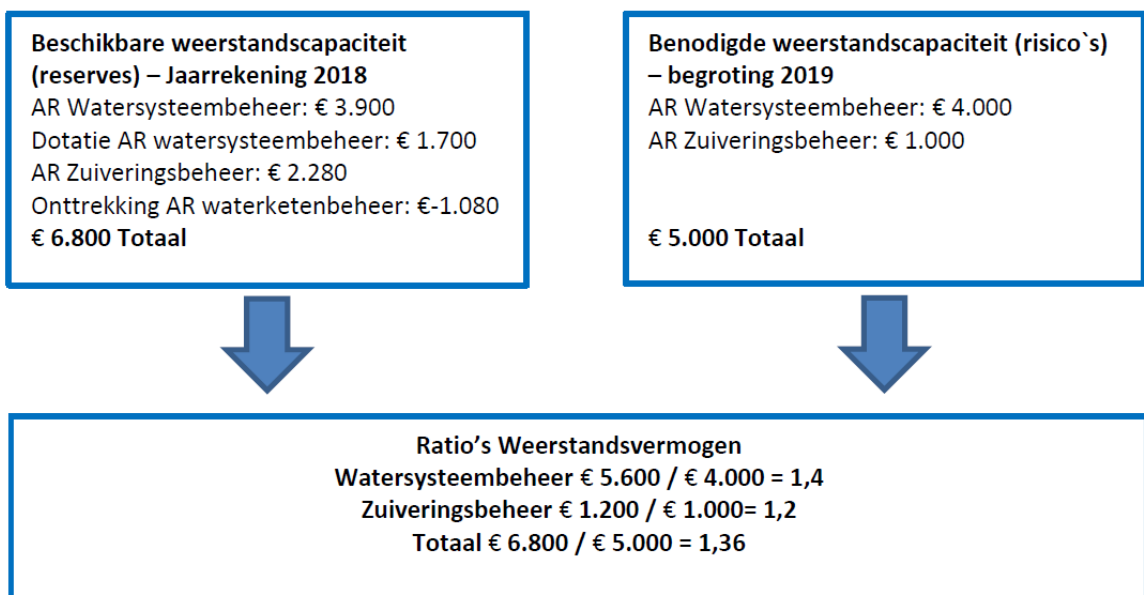 Beschikbare weerstandscapaciteit
(reserves) – Jaarrekening 2018
AR Watersysteembeheer: € 3.900
Dotatie AR watersysteembeheer: € 1.700
AR Zuiveringsbeheer: € 2.280
Onttrekking AR waterketenbeheer: €-1.080
€ 6.800 Totaal
Benodigde weerstandscapaciteit (risico`s)
– begroting 2019
AR Watersysteembeheer: € 4.000
AR Zuiveringsbeheer: € 1.000
€ 5.000 Totaal
Ratio’s Weerstandsvermogen
Watersysteembeheer € 5.600 / € 4.000 = 1,4
Zuiveringsbeheer € 1.200 / € 1.000= 1,2
Totaal € 6.800 / € 5.000 = 1,36